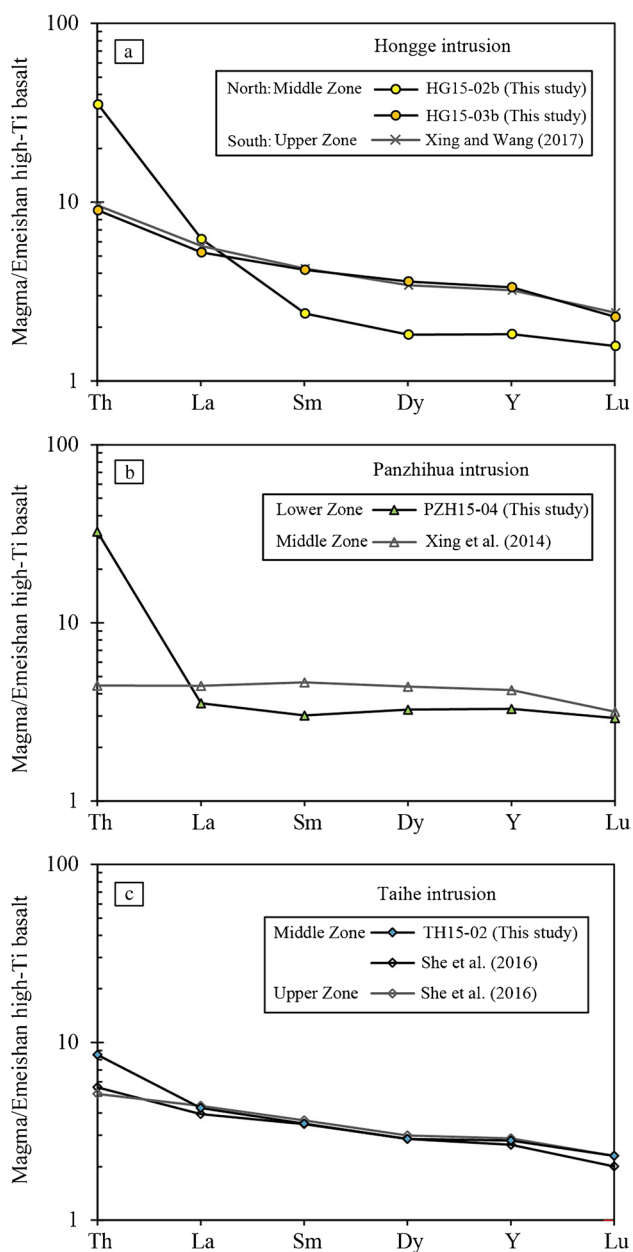 Magma/Emeishan high-Ti basalt
100
10
1
a
Hongge intrusion
North: Middle Zone HG15-02b (This study)
HG15-03b (This study)
South: Upper Zone Xing and Wang (2017)
Th La Sm Dy Y Lu
Magma/Emeishan high-Ti basalt
100
10
1
b
Panzhihua intrusion
Lower Zone PZH15-04 (This study)
Middle Zone Xing et al. (2014)
Th La Sm Dy Y Lu
Magma/Emeishan high-Ti basalt
100
10
1
c
Taihe intrusion
Middle Zone TH15-02 (This study)
She et al. (2016)
Upper Zone She et al. (2016)
Th La Sm Dy Y Lu